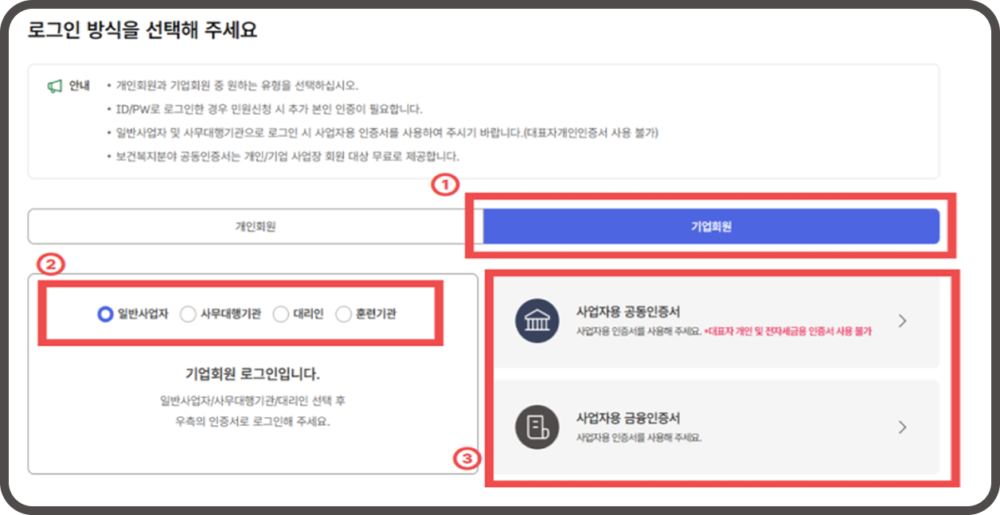 로그인 방식을 선택해 주세요
안내
• 개인회원과 기업회원 중 원하는 유형을 선택하십시오.
• ID/PW로 로그인한 경우 민원신청 시 추가 본인 인증이 필요합니다.
• 일반사업자 및 사무대행기관으로 로그인 시 사업자용 인증서를 사용하여 주시기 바랍니다.(대표자개인인증서 사용 불가)
• 보건복지분야 공동인증서는 개인/기업 사업장 회원 대상 무료로 제공합니다.
1
개인회원
기업회원
2
일반사업자 사무대행기관 대리인 훈련기관
기업회원 로그인입니다.
일반사업자/사무대행기관/대리인 선택 후
우측의 인증서로 로그인해 주세요.
3
사업자용 공동인증서
사업자용 인증서를 사용해 주세요. *대표자 개인 및 전자세금용 인증서 사용 불가
사업자용 금융인증서
사업자용 인증서를 사용해 주세요.